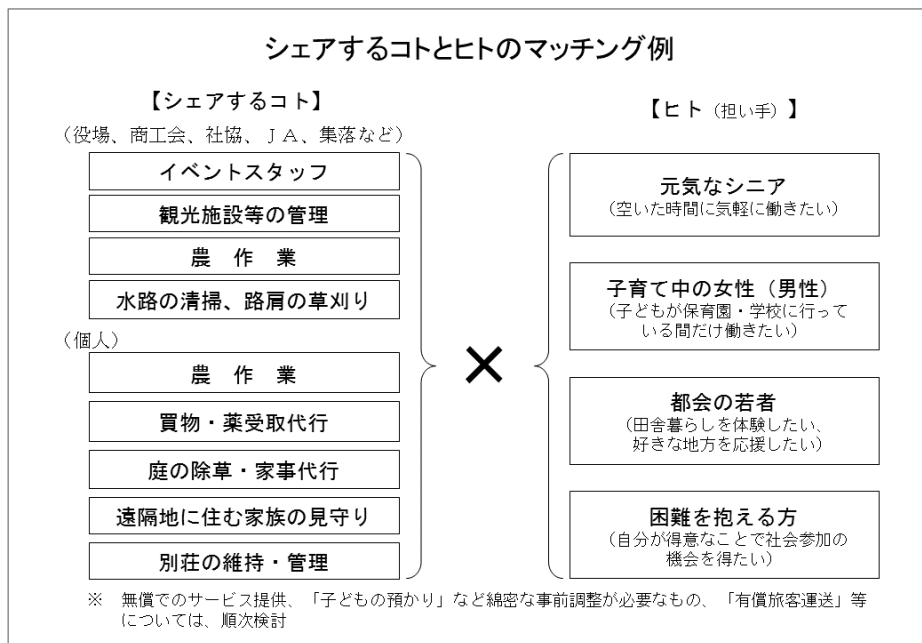 シェアするコトとヒトのマッチング例
【シェアするコト】
（役場、商工会、社協、ＪＡ、集落など）
イベントスタッフ
観光施設等の管理
農　作　業
水路の清掃、路肩の草刈り
（個人）
農　作　業
買物・薬受取代行
庭の除草・家事代行
遠隔地に住む家族の見守り
別荘の維持・管理
×
【ヒト（担い手）】
元気なシニア
（空いた時間に気軽に働きたい）
子育て中の女性（男性）
（子どもが保育園・学校に行って
いる間だけ働きたい）
都会の若者
（田舎暮らしを体験したい、
好きな地方を応援したい）
困難を抱える方
（自分が得意なことで社会参加の
機会を得たい）
※　無償でのサービス提供、「子どもの預かり」など綿密な事前調整が必要なもの、「有償旅客運送」等
については、順次検討